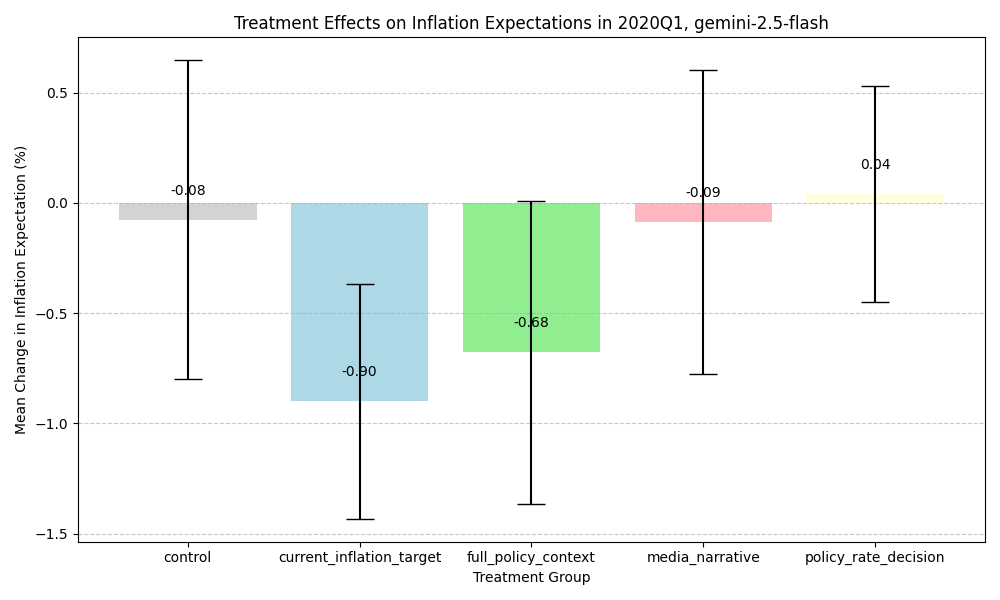 Treatment Effects on Inflation Expectations in 2020Q1, gemini-2.5-flash
Mean Change in Inflation Expectation (%)
0.5
0.0
−0.5
−1.0
−1.5
-0.08
-0.90
-0.68
-0.09
0.04
control
current_inflation_target
full_policy_context
media_narrative
policy_rate_decision
Treatment Group